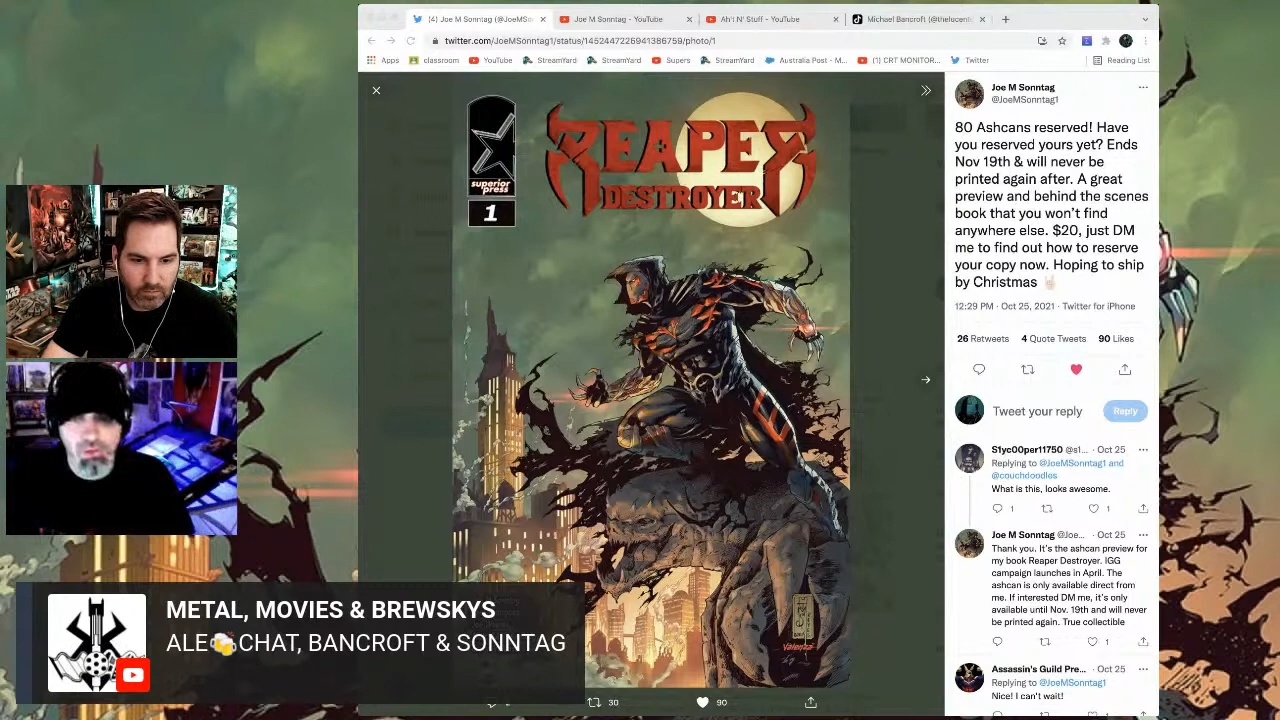 (4) Joe M Sonntag (@JoeMSo
Joe M Sonntag - YouTube
Ah'! N' Stuff - YouTube
Michael Bancroft (@thelucent
twitter.com/JoeMSonntag1/status/1452447226941386759/photo/1
Apps
classroom
YouTube
StreamYard
StreamYard
Supers
StreamYard
Australia Post - M...
(1) CRT MONITOR...
Twitter
Reading List
superior press
1
REAPER
DESTROYER
Valenza
Joe M Sonntag
@JoeMSonntag1
80 Ashcans reserved! Have
you reserved yours yet? Ends
Nov 19th & will never be
printed again after. A great
preview and behind the scenes
book that you won't find
anywhere else. $20, just DM
me to find out how to reserve
your copy now. Hoping to ship
by Christmas 🤘🏻
12:29 PM · Oct 25, 2021 · Twitter for iPhone
26 Retweets 4 Quote Tweets 90 Likes
Tweet your reply
Reply
S1yc00per11750 @s1... · Oct 25
Replying to @JoeMSonntag1 and
@couchdoodles
What is this, looks awesome.
1 1
Joe M Sonntag @Joe... · Oct 25
Thank you. It's the ashcan preview for
my book Reaper Destroyer. IGG
campaign launches in April. The
ashcan is only available direct from
me. If interested DM me, it's only
available until Nov. 19th and will never
be printed again. True collectible
1
Assassin's Guild Pre... · Oct 25
Replying to @JoeMSonntag1
Nice! I can't wait!
30 90
METAL, MOVIES & BREWSKYS
ALE🍻CHAT, BANCROFT & SONNTAG